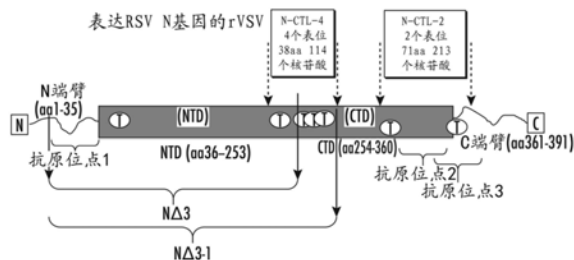 表达RSV N基因的rVSV
N-CTL-4
4个表位
38aa 114
个核苷酸
N-CTL-2
2个表位
71aa 213
个核苷酸
N端臂
(aa1-35)
N
T
(NTD)
T
T
T
T
(CTD)
T
T
C
C端臂(aa361-391)
抗原位点1
NTD (aa36-253)
CTD (aa254-360)
抗原位点2
抗原位点3
NΔ3
NΔ3-1